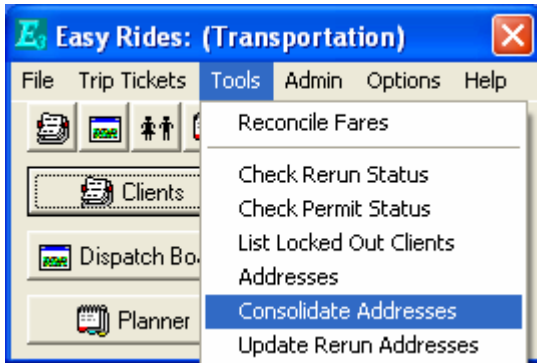 E3 Easy Rides: (Transportation)
File Trip Tickets Tools Admin Options Help
Reconcile Fares
Check Rerun Status
Clients
Check Permit Status
List Locked Out Clients
Dispatch Bo
Addresses
Consolidate Addresses
Planner
Update Rerun Addresses